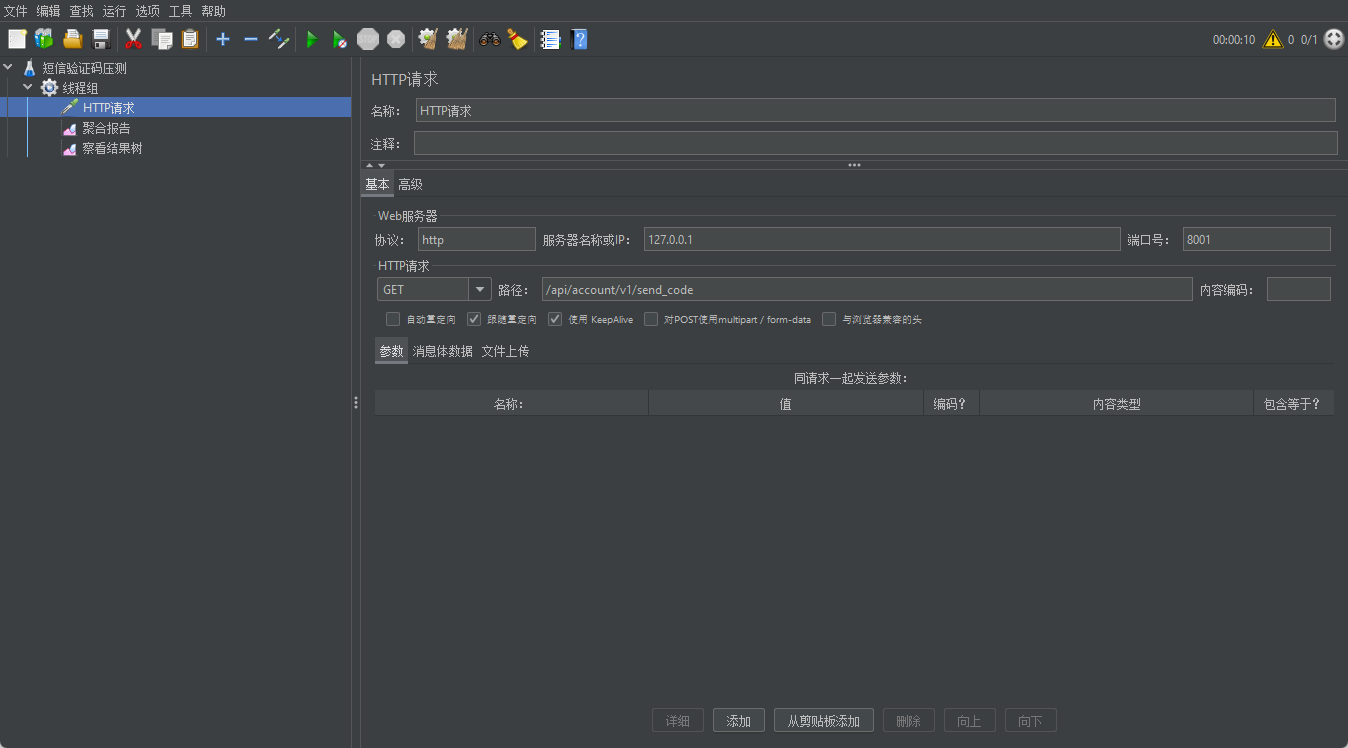 文件 编辑 查找 运行 选项 工具 帮助
00:00:10 0 0/1
短信验证码压测
线程组
HTTP请求
聚合报告
察看结果树
HTTP请求
名称： HTTP请求
注释：
基本 高级
Web服务器
协议： http 服务器名称或IP： 127.0.0.1 端口号： 8001
HTTP请求
GET 路径： /api/account/v1/send_code 内容编码：
自动重定向 跟随重定向 使用 KeepAlive 对POST使用multipart / form-data 与浏览器兼容的头
参数 消息体数据 文件上传
同请求一起发送参数：
名称： 值 编码？ 内容类型 包含等于？
详细 添加 从剪贴板添加 删除 向上 向下